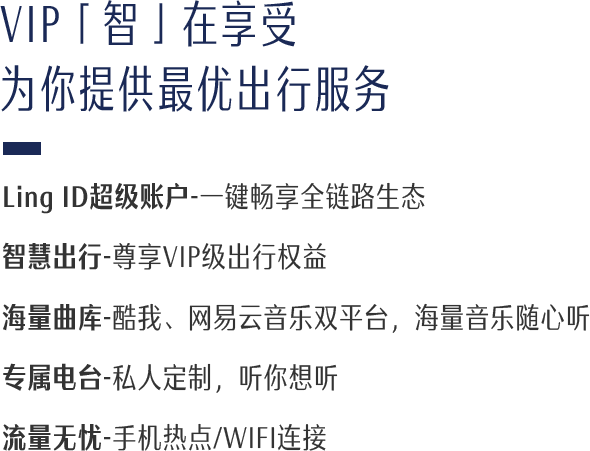 VIP「智」在享受
为你提供最优出行服务
Ling ID超级账户-一键畅享全链路生态
智慧出行-尊享VIP级出行权益
海量曲库-酷我、网易云音乐双平台，海量音乐随心听
专属电台-私人定制，听你想听
流量无忧-手机热点/WIFI连接